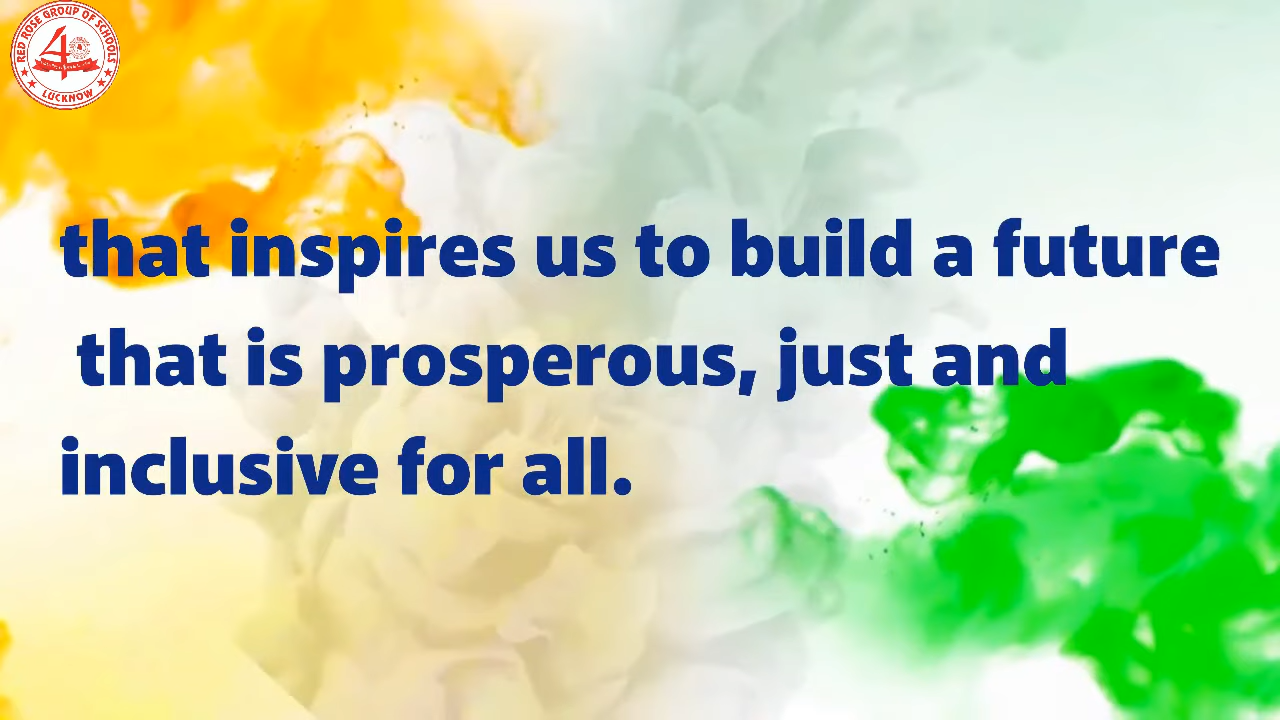 RED ROSE GROUP OF SCHOOLS
40
LUCKNOW
that inspires us to build a future
that is prosperous, just and
inclusive for all.